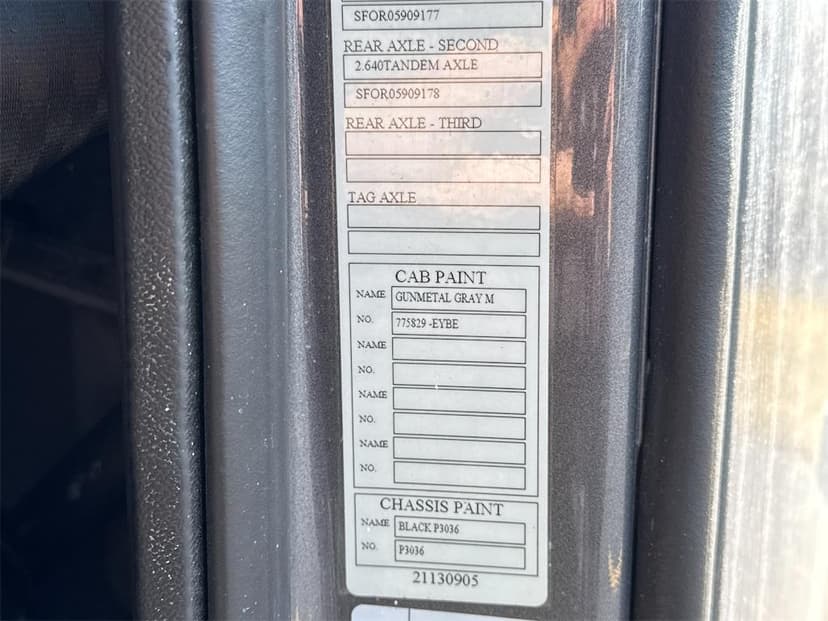 SFOR05909177
REAR AXLE - SECOND
2.640TANDEM AXLE
SFOR05909178
REAR AXLE - THIRD
TAG AXLE
CAB PAINT
NAME GUNMETAL GRAY M
NO. 775829 -EYBE
NAME
NO.
NAME
NO.
NAME
NO.
CHASSIS PAINT
NAME BLACK P3036
NO. P3036
21130905